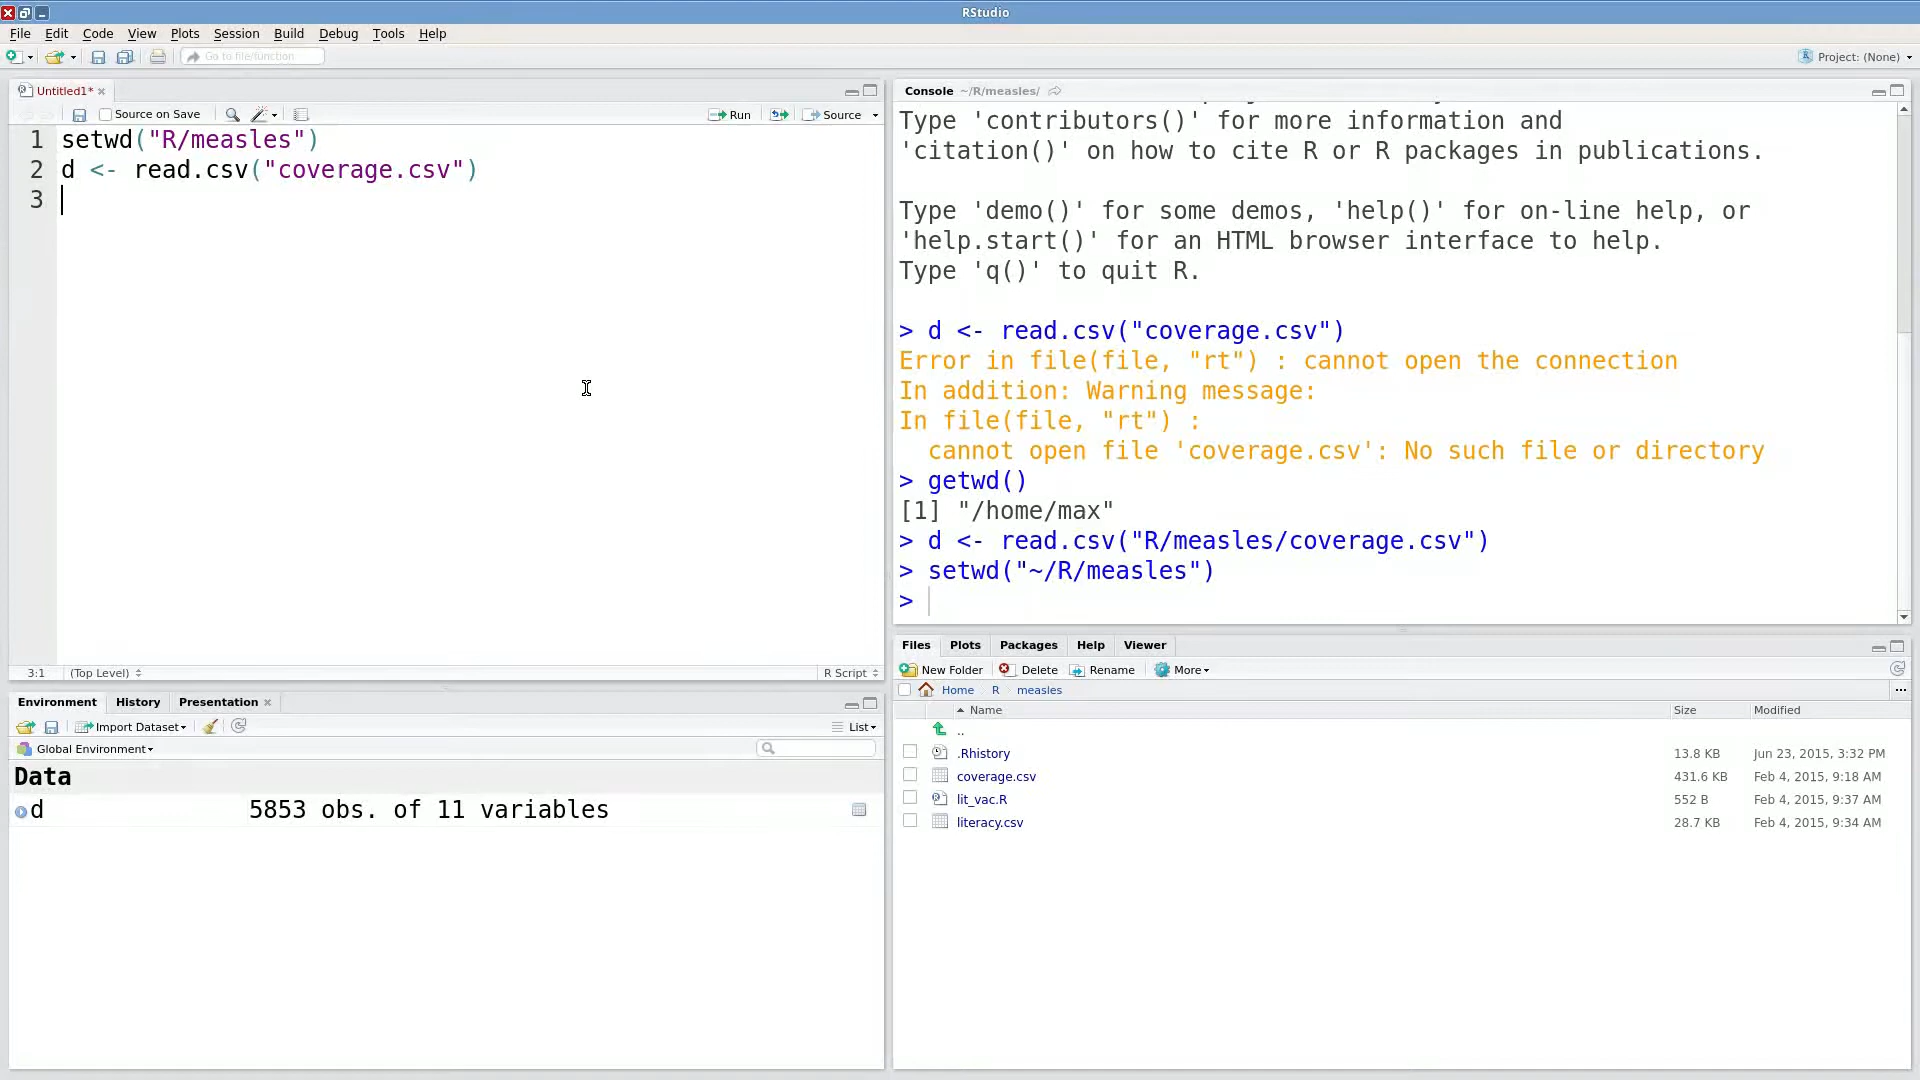 RStudio
File Edit Code View Plots Session Build Debug Tools Help
Go to file/function
Project: (None)
Untitled1*
Source on Save
Run
Source
1 setwd("R/measles")
2 d <- read.csv("coverage.csv")
3
3:1 (Top Level) R Script
Environment History Presentation
Import Dataset
List
Global Environment
Data
d 5853 obs. of 11 variables
Console ~/R/measles/
Type 'contributors()' for more information and
'citation()' on how to cite R or R packages in publications.
Type 'demo()' for some demos, 'help()' for on-line help, or
'help.start()' for an HTML browser interface to help.
Type 'q()' to quit R.
> d <- read.csv("coverage.csv")
Error in file(file, "rt") : cannot open the connection
In addition: Warning message:
In file(file, "rt") :
cannot open file 'coverage.csv': No such file or directory
> getwd()
[1] "/home/max"
> d <- read.csv("R/measles/coverage.csv")
> setwd("~/R/measles")
>
Files Plots Packages Help Viewer
New Folder Delete Rename More
Home R measles ...
Name Size Modified
..
.Rhistory 13.8 KB Jun 23, 2015, 3:32 PM
coverage.csv 431.6 KB Feb 4, 2015, 9:18 AM
lit_vac.R 552 B Feb 4, 2015, 9:37 AM
literacy.csv 28.7 KB Feb 4, 2015, 9:34 AM